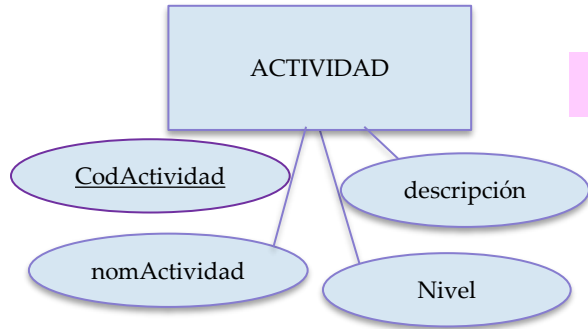 ACTIVIDAD
CodActividad
descripción
nomActividad
Nivel